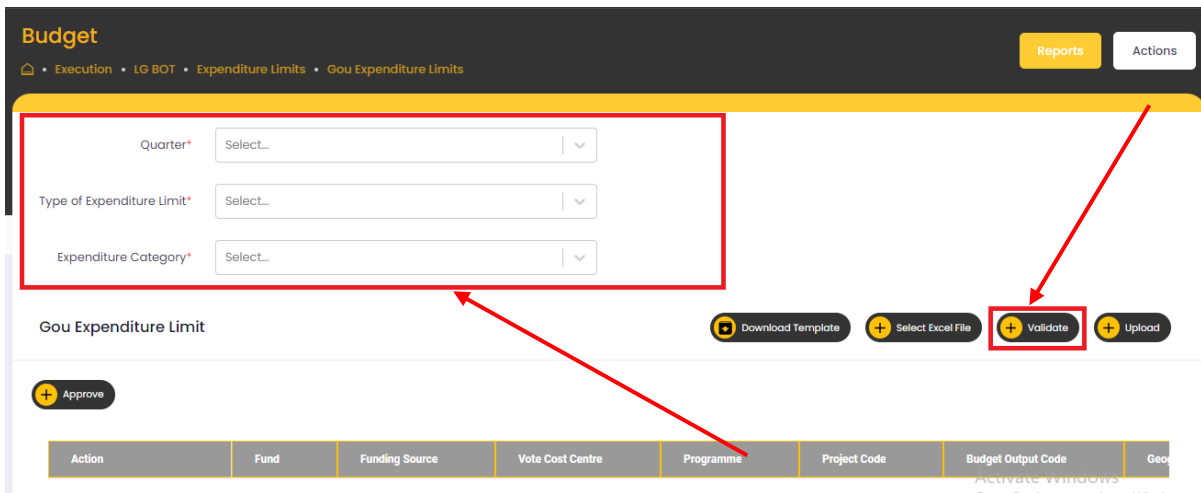 Budget
Reports
Actions
• Execution • LG BOT • Expenditure Limits • Gou Expenditure Limits
Quarter*
Select...
Type of Expenditure Limit*
Select...
Expenditure Category*
Select...
Gou Expenditure Limit
Download Template
Select Excel File
Validate
Upload
Approve
Action Fund Funding Source Vote Cost Centre Programme Project Code Budget Output Code
Activate Windows